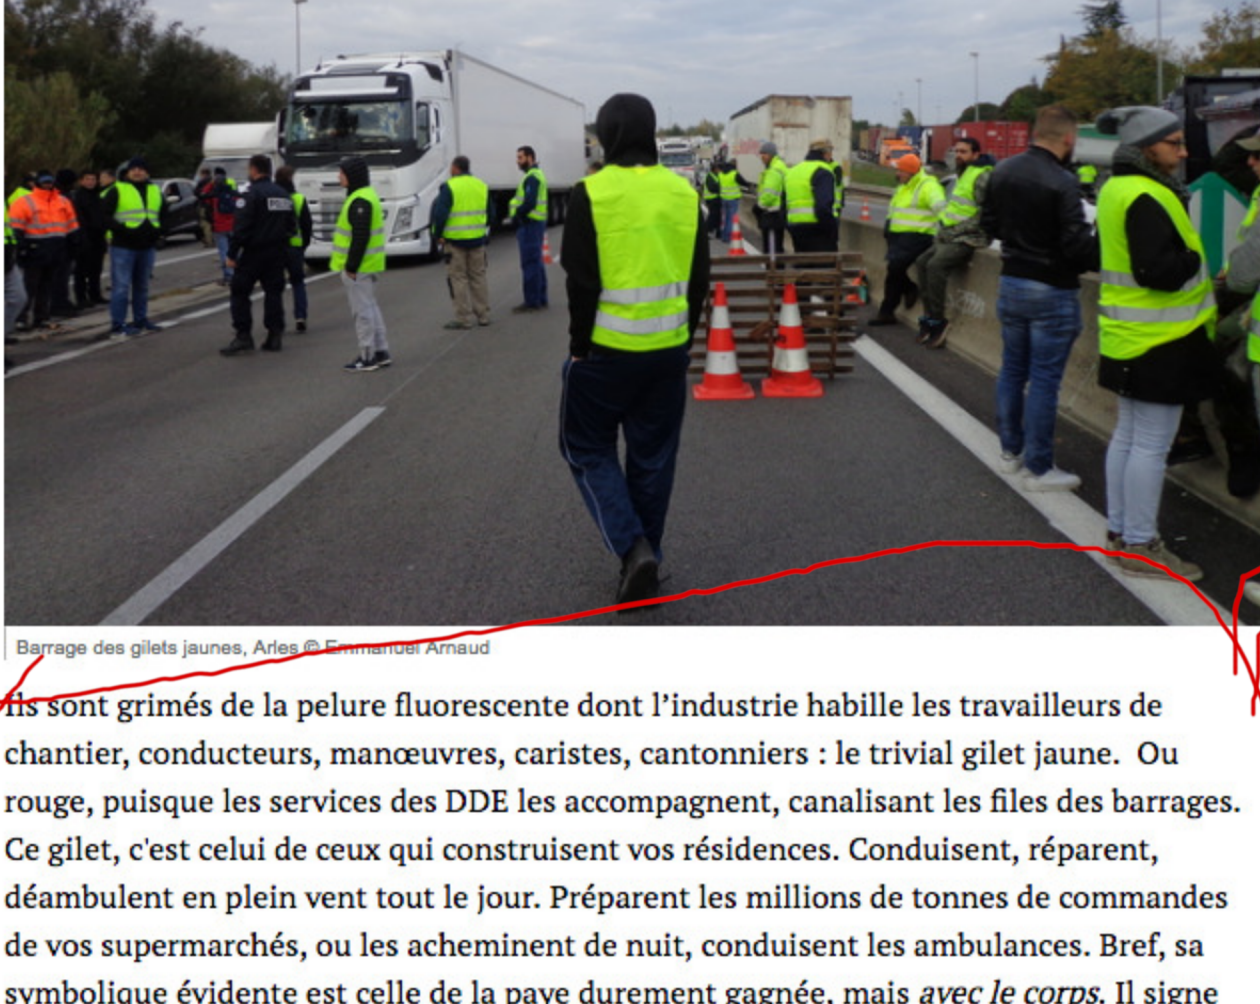 POLICE
Barrage des gilets jaunes, Arles © Emmanuel Arnaud
Ils sont grimés de la pelure fluorescente dont l’industrie habille les travailleurs de
chantier, conducteurs, manœuvres, caristes, cantonniers : le trivial gilet jaune.  Ou
rouge, puisque les services des DDE les accompagnent, canalisant les files des barrages.
Ce gilet, c'est celui de ceux qui construisent vos résidences. Conduisent, réparent,
déambulent en plein vent tout le jour. Préparent les millions de tonnes de commandes
de vos supermarchés, ou les acheminent de nuit, conduisent les ambulances. Bref, sa
symbolique évidente est celle de la paye durement gagnée, mais avec le corps. Il signe